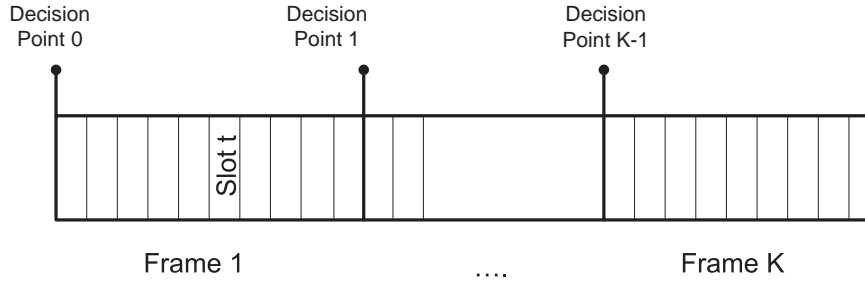 Decision
Point 0
Decision
Point 1
Decision
Point K-1
Slot t
Frame 1
....
Frame K